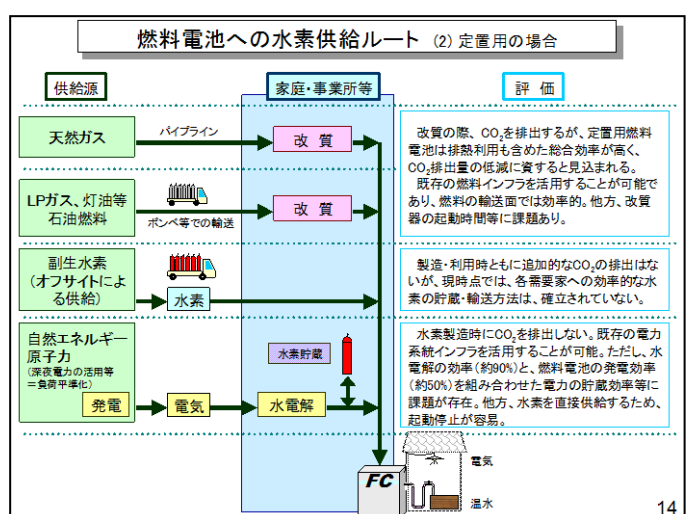 燃料電池への水素供給ルート (2) 定置用の場合
供給源
家庭・事業所等
評 価
天然ガス
パイプライン
改 質
改質の際、CO₂を排出するが、定置用燃料
電池は排熱利用も含めた総合効率が高く、
CO₂排出量の低減に資すると見込まれる。
既存の燃料インフラを活用することが可能で
あり、燃料の輸送面では効率的。他方、改質
器の起動時間等に課題あり。
LPガス、灯油等
石油燃料
ボンベ等での輸送
改 質
副生水素
(オフサイトによ
る供給)
水素
製造・利用時ともに追加的なCO₂の排出はな
いが、現時点では、各需要家への効率的な水
素の貯蔵・輸送方法は、確立されていない。
自然エネルギー
原子力
(深夜電力の活用等
＝負荷平準化)
発電
電気
水電解
水素貯蔵
水素製造時にCO₂を排出しない。既存の電力
系統インフラを活用することが可能。ただし、水
電解の効率(約90%)と、燃料電池の発電効率
(約50%)を組み合わせた電力の貯蔵効率等に
課題が存在。他方、水素を直接供給するため、
起動停止が容易。
FC
電気
温水
14